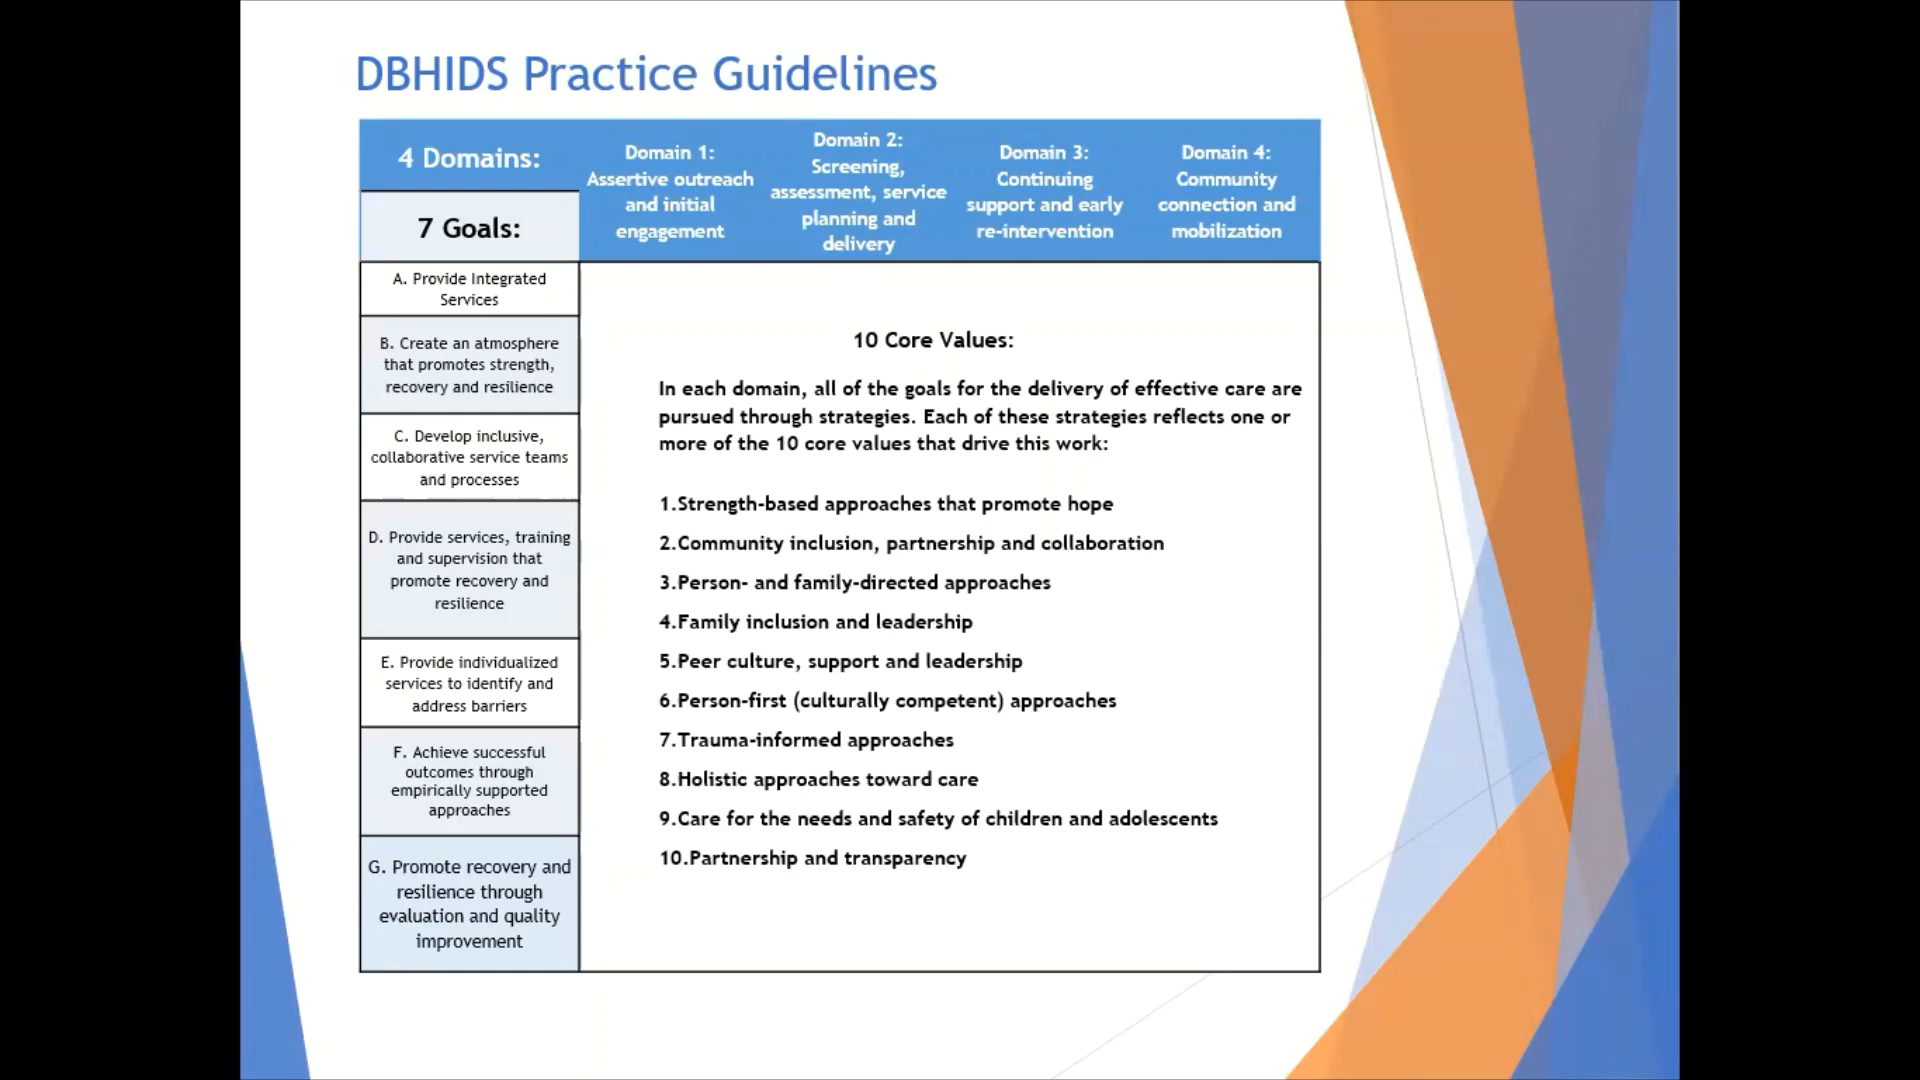 DBHIDS Practice Guidelines
4 Domains:
7 Goals:
Domain 1:
Assertive outreach
and initial
engagement
Domain 2:
Screening,
assessment, service
planning and
delivery
Domain 3:
Continuing
support and early
re-intervention
Domain 4:
Community
connection and
mobilization
A. Provide Integrated
Services
B. Create an atmosphere
that promotes strength,
recovery and resilience
C. Develop inclusive,
collaborative service teams
and processes
D. Provide services, training
and supervision that
promote recovery and
resilience
E. Provide individualized
services to identify and
address barriers
F. Achieve successful
outcomes through
empirically supported
approaches
G. Promote recovery and
resilience through
evaluation and quality
improvement
10 Core Values:
In each domain, all of the goals for the delivery of effective care are
pursued through strategies. Each of these strategies reflects one or
more of the 10 core values that drive this work:
1.Strength-based approaches that promote hope
2.Community inclusion, partnership and collaboration
3.Person- and family-directed approaches
4.Family inclusion and leadership
5.Peer culture, support and leadership
6.Person-first (culturally competent) approaches
7.Trauma-informed approaches
8.Holistic approaches toward care
9.Care for the needs and safety of children and adolescents
10.Partnership and transparency